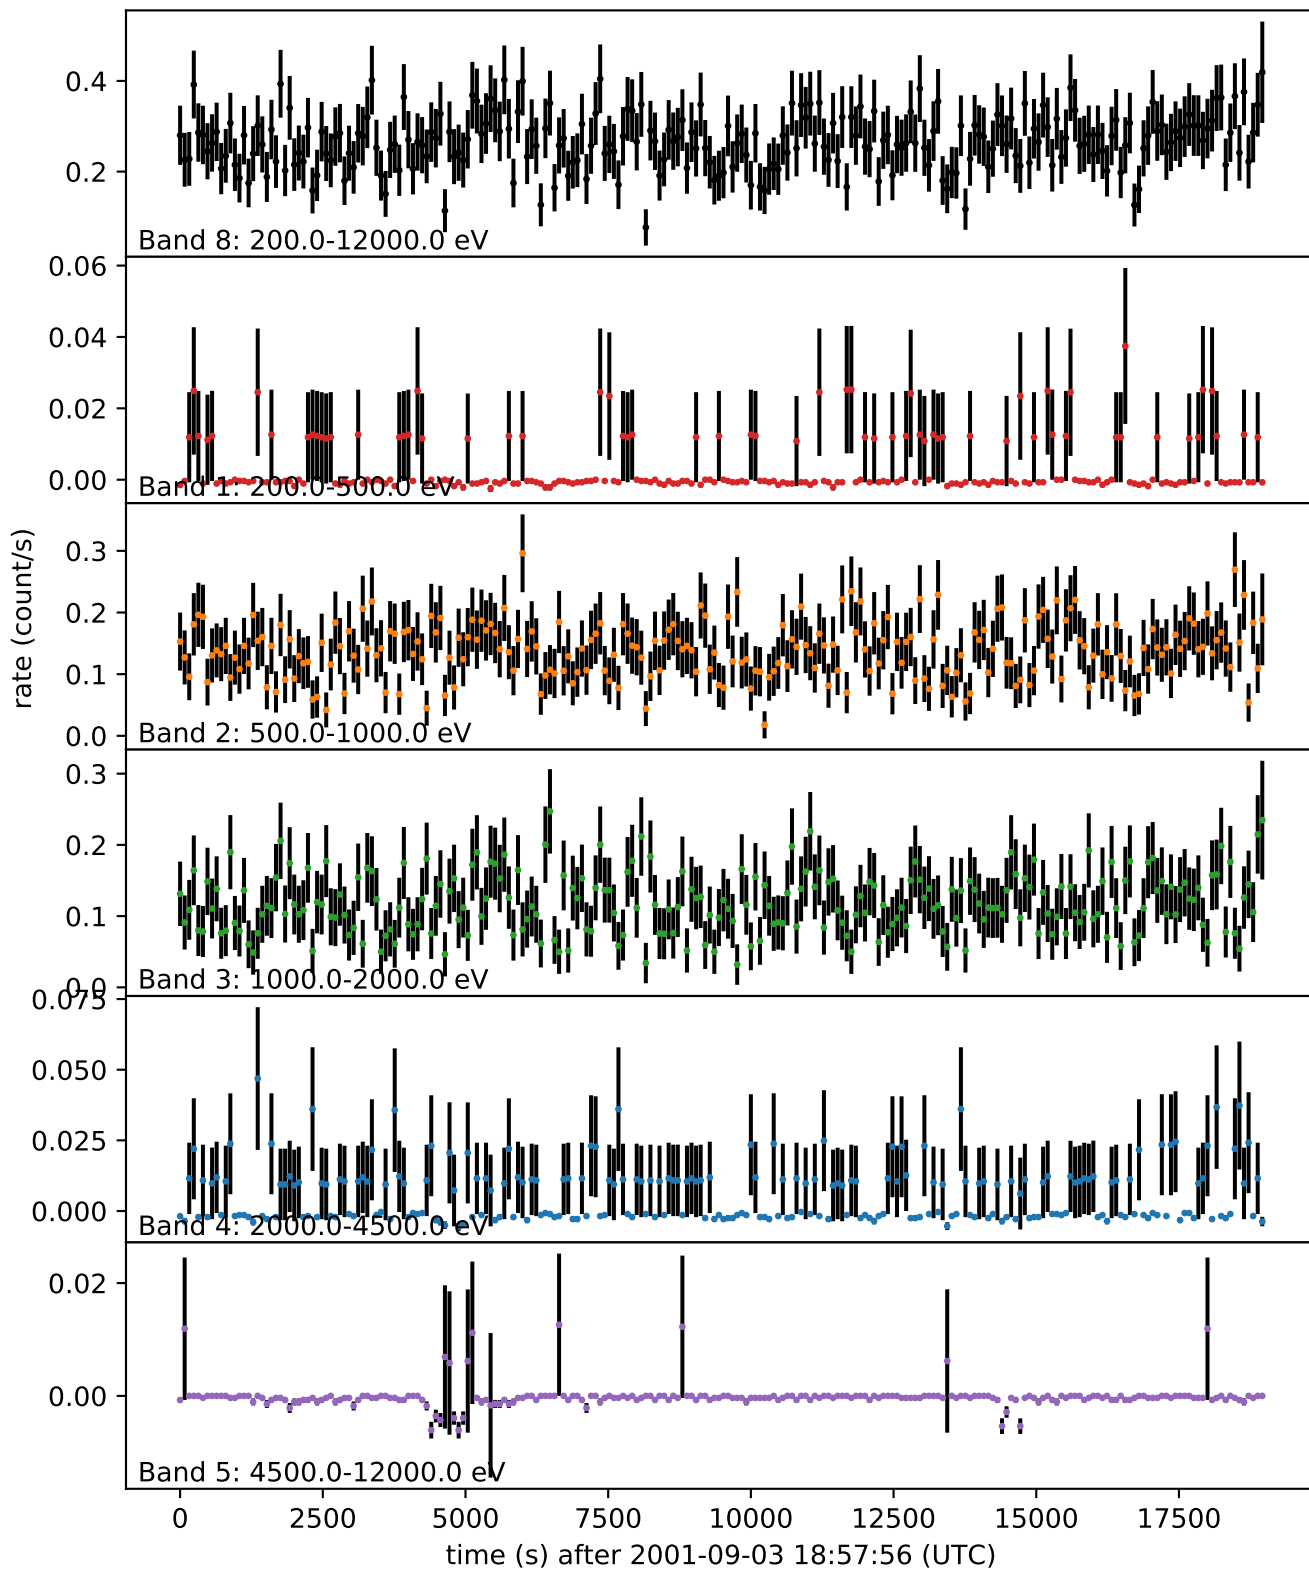 0.4
0.2
Band 8: 200.0-12000.0 eV
0.06
0.04
0.02
0.00
Band 1: 200.0-500.0 eV
rate (count/s)
0.3
0.2
0.1
0.0
Band 2: 500.0-1000.0 eV
0.3
0.2
0.1
0.0
Band 3: 1000.0-2000.0 eV
0.075
0.050
0.025
0.000
Band 4: 2000.0-4500.0 eV
0.02
0.00
Band 5: 4500.0-12000.0 eV
0 2500 5000 7500 10000 12500 15000 17500
time (s) after 2001-09-03 18:57:56 (UTC)